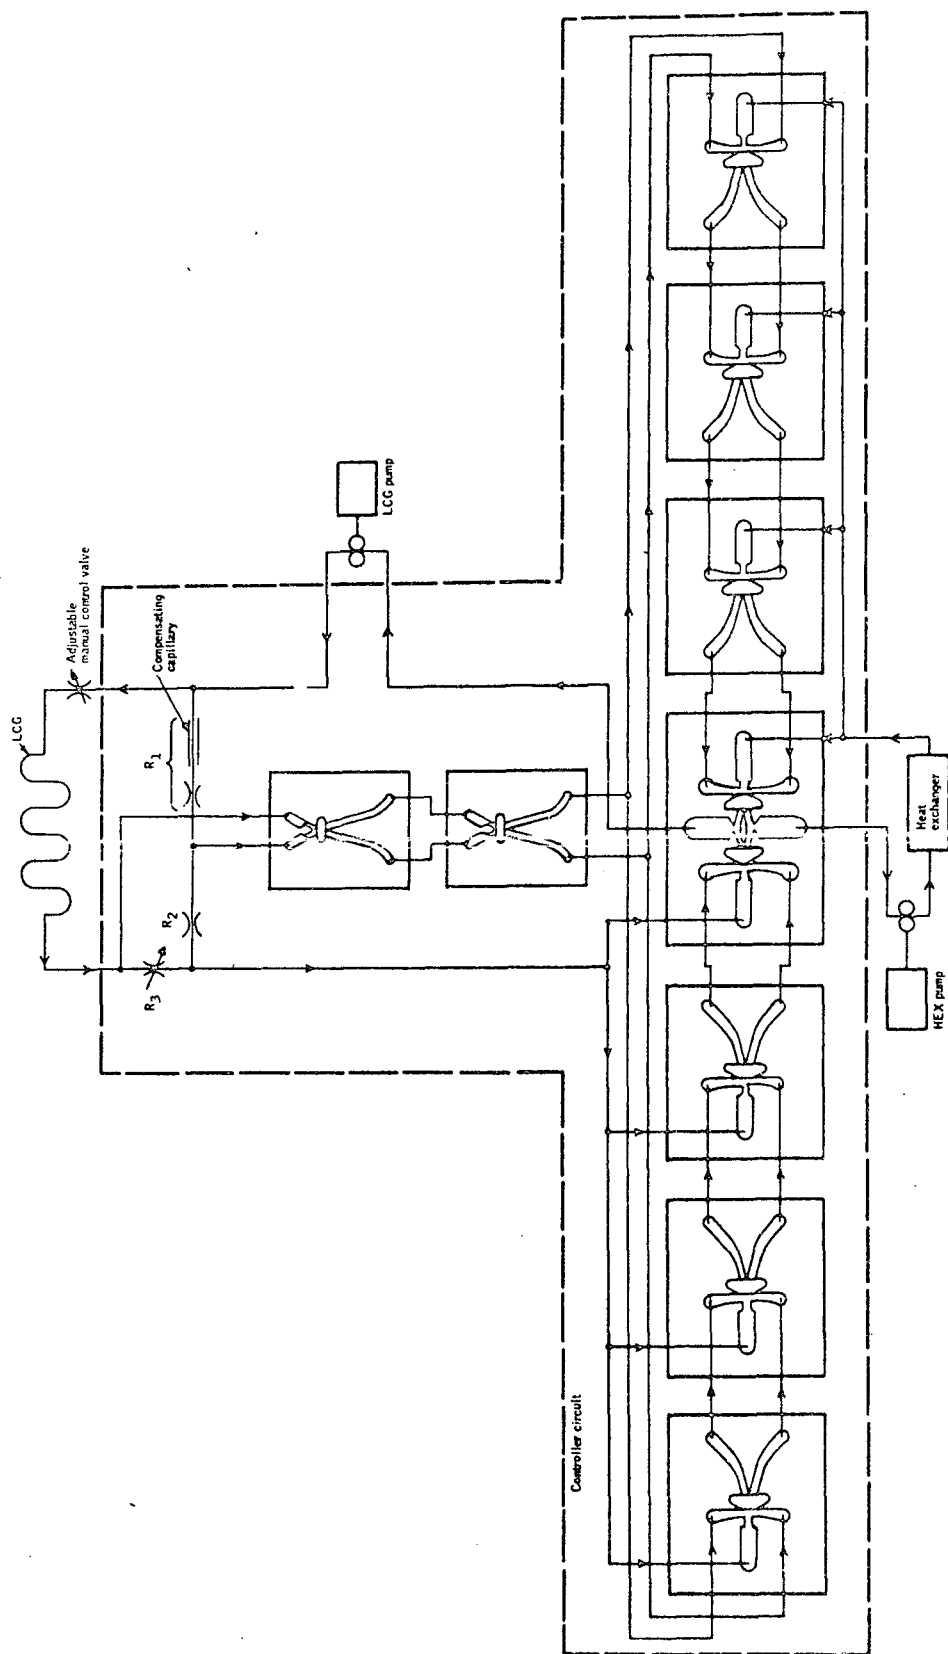 LCG
Adjustable
manual control valve
Compensating
capillary
R1
R2
R3
LCG pump
Controller circuit
Heat
exchanger
HEX pump